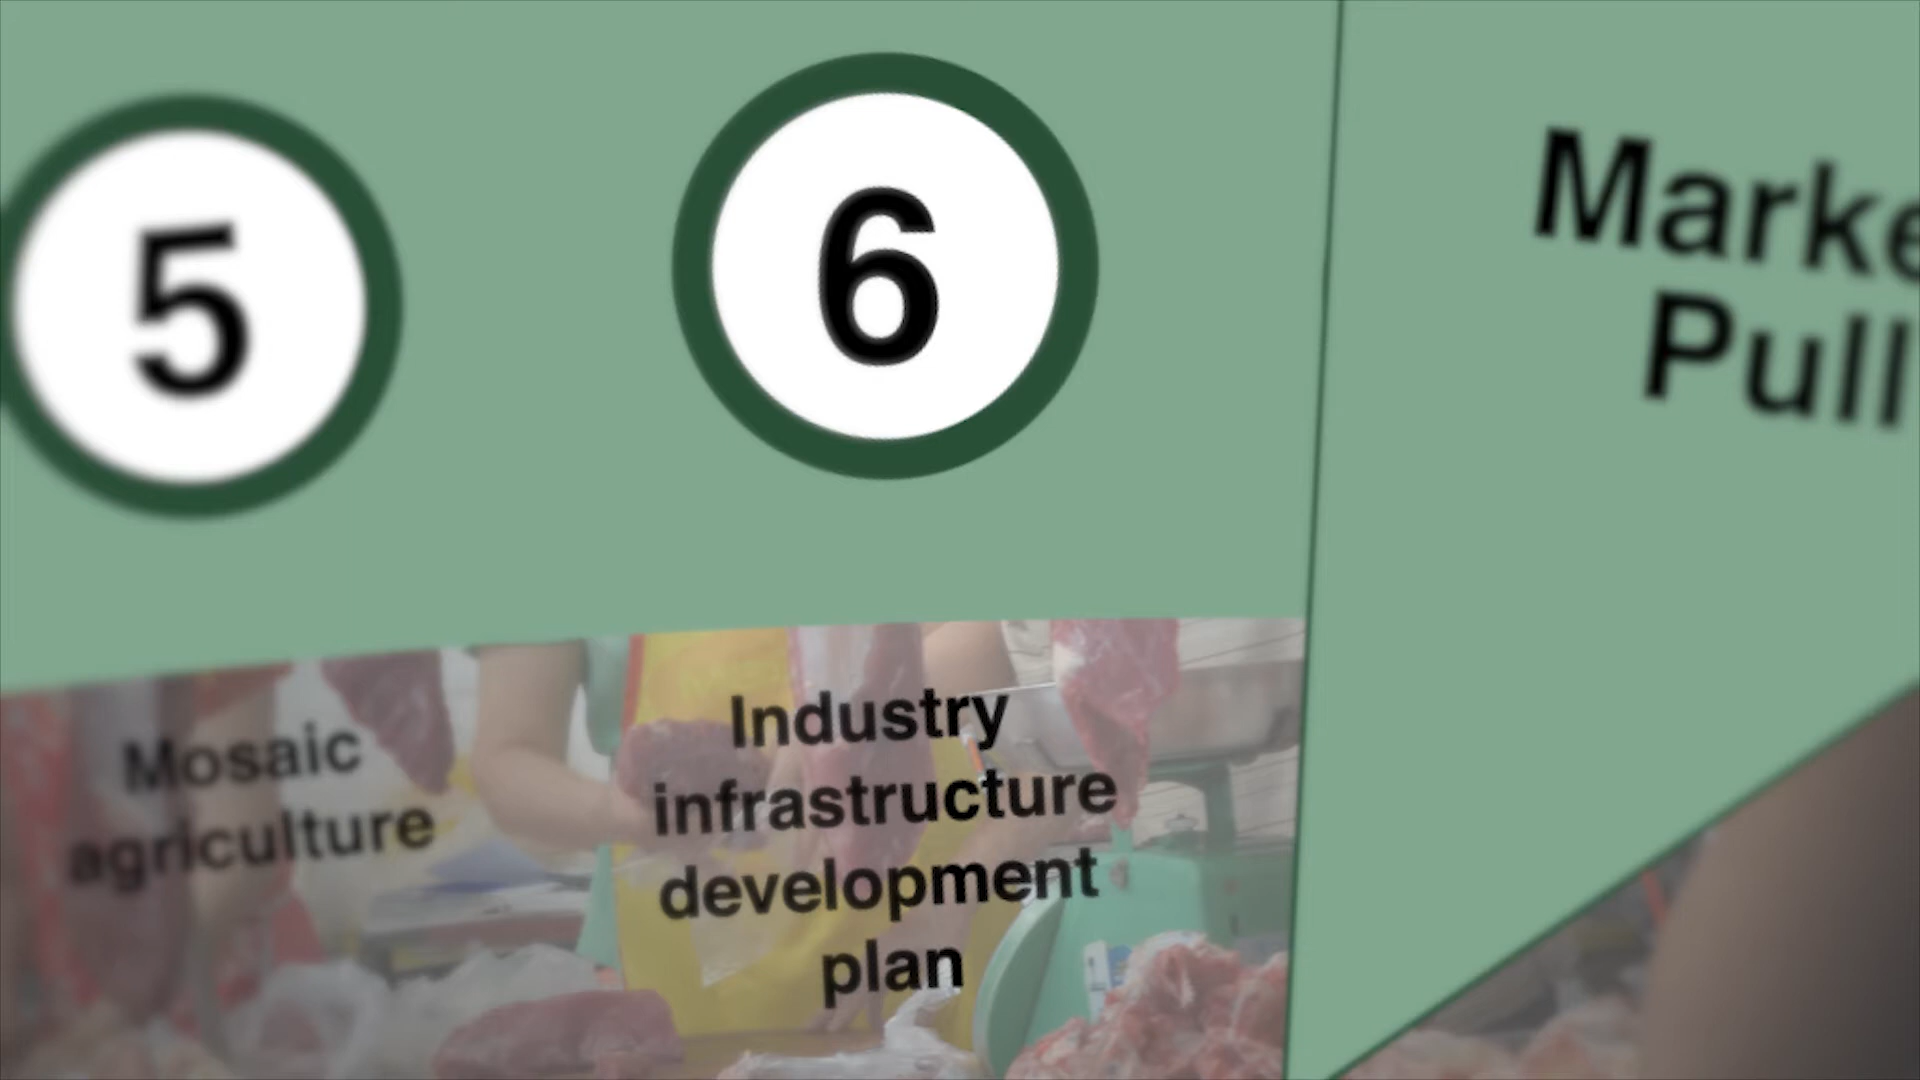 5
6
Marke
Pull
Mosaic
agriculture
Industry
infrastructure
development
plan